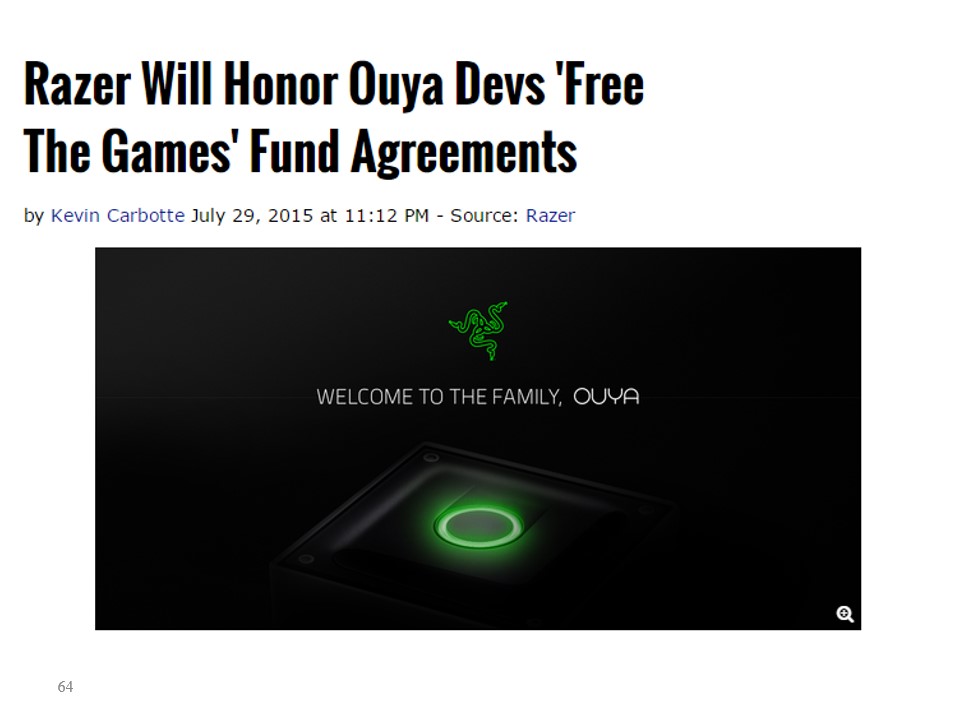 Razer Will Honor Ouya Devs 'Free
The Games' Fund Agreements
by Kevin Carbotte July 29, 2015 at 11:12 PM - Source: Razer
WELCOME TO THE FAMILY, OUYA
64